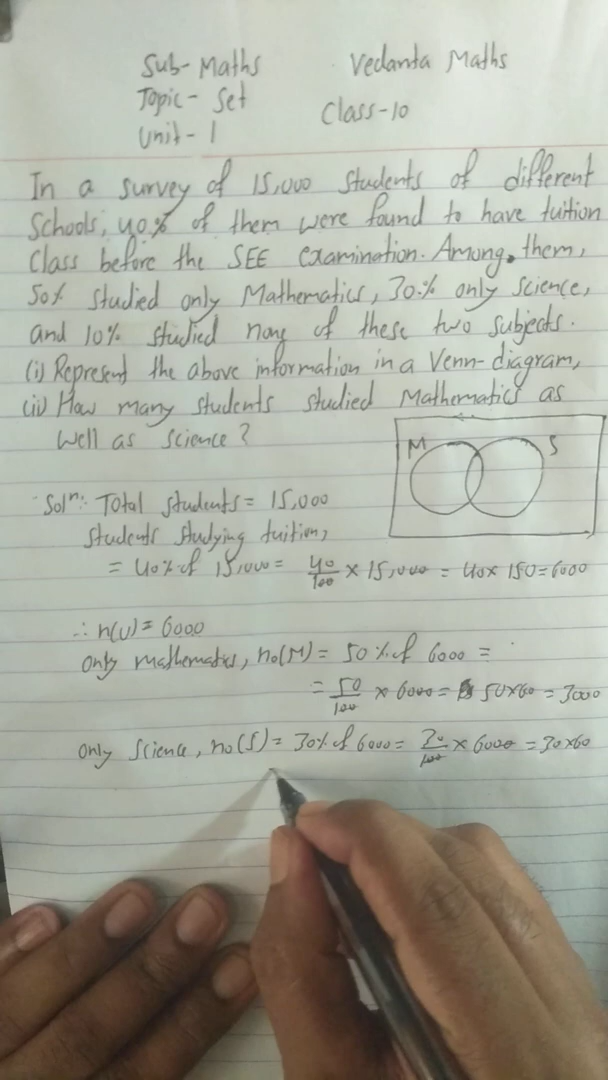 Sub- Maths Vedanta Maths
Topic- Set Class-10
Unit- 1
In a survey of 15,000 students of different
Schools, 40% of them were found to have tuition
Class before the SEE examination. Among them,
50% studied only Mathematics, 30% only science,
and 10% studied none of these two subjects.
(i) Represent the above information in a Venn-diagram,
(ii) How many students studied Mathematics as
well as science?
M S
Solⁿ: Total students = 15,000
Students studying tuition,
= 40% of 15,000 = 40/100 × 15,000 = 40× 150 = 6000
∴ n(U) = 6000
Only mathematics, no(M) = 50% of 6000 =
= 50/100 × 6000 = 50×60 = 3000
Only Science, no(S) = 30% of 6000 = 30/100 × 6000 = 30×60